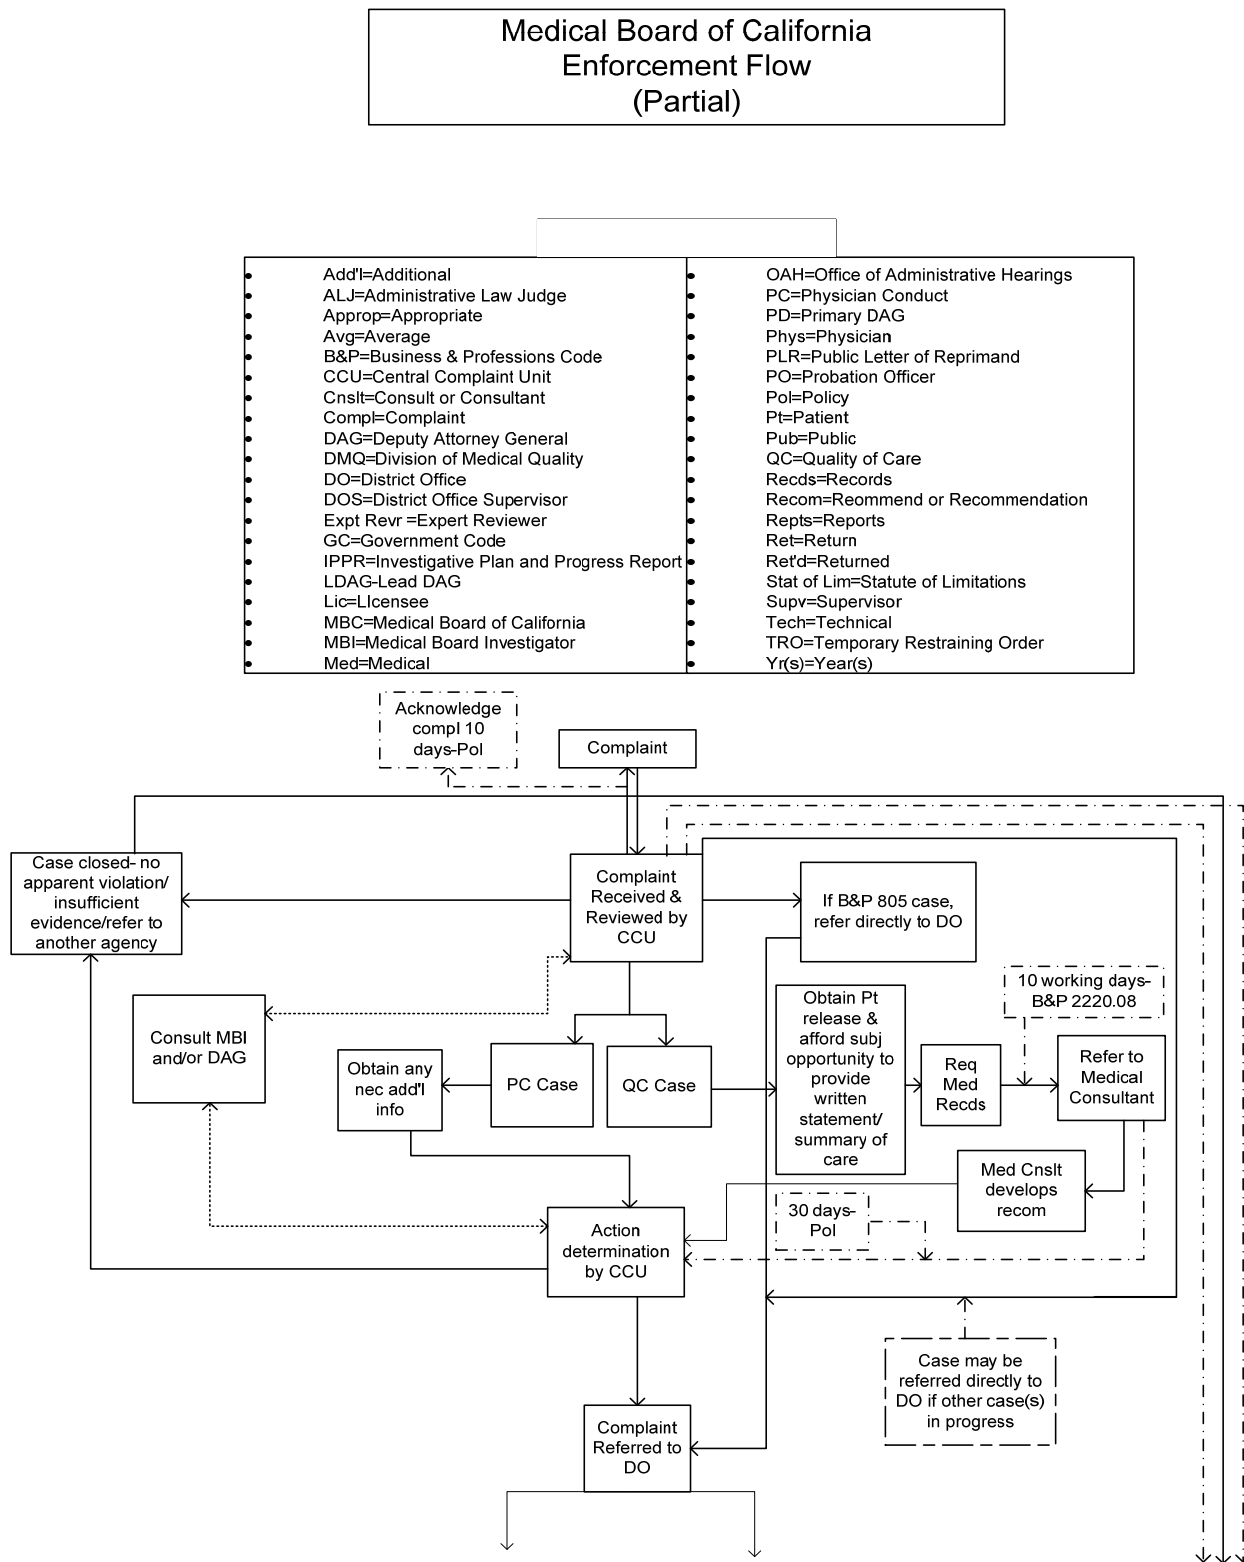 Medical Board of California
Enforcement Flow
(Partial)
Add'l=Additional
ALJ=Administrative Law Judge
Approp=Appropriate
Avg=Average
B&P=Business & Professions Code
CCU=Central Complaint Unit
Cnslt=Consult or Consultant
Compl=Complaint
DAG=Deputy Attorney General
DMQ=Division of Medical Quality
DO=District Office
DOS=District Office Supervisor
Expt Revr =Expert Reviewer
GC=Government Code
IPPR=Investigative Plan and Progress Report
LDAG-Lead DAG
Lic=LIcensee
MBC=Medical Board of California
MBI=Medical Board Investigator
Med=Medical
OAH=Office of Administrative Hearings
PC=Physician Conduct
PD=Primary DAG
Phys=Physician
PLR=Public Letter of Reprimand
PO=Probation Officer
Pol=Policy
Pt=Patient
Pub=Public
QC=Quality of Care
Recds=Records
Recom=Reommend or Recommendation
Repts=Reports
Ret=Return
Ret'd=Returned
Stat of Lim=Statute of Limitations
Supv=Supervisor
Tech=Technical
TRO=Temporary Restraining Order
Yr(s)=Year(s)
Acknowledge
compl 10
days-Pol
Complaint
Case closed- no
apparent violation/
insufficient
evidence/refer to
another agency
Complaint
Received &
Reviewed by
CCU
If B&P 805 case,
refer directly to DO
Consult MBI
and/or DAG
Obtain any
nec add'l
info
PC Case
QC Case
Obtain Pt
release &
afford subj
opportunity to
provide
written
statement/
summary of
care
Req
Med
Recds
10 working days-
B&P 2220.08
Refer to
Medical
Consultant
Med Cnslt
develops
recom
30 days-
Pol
Action
determination
by CCU
Case may be
referred directly to
DO if other case(s)
in progress
Complaint
Referred to
DO